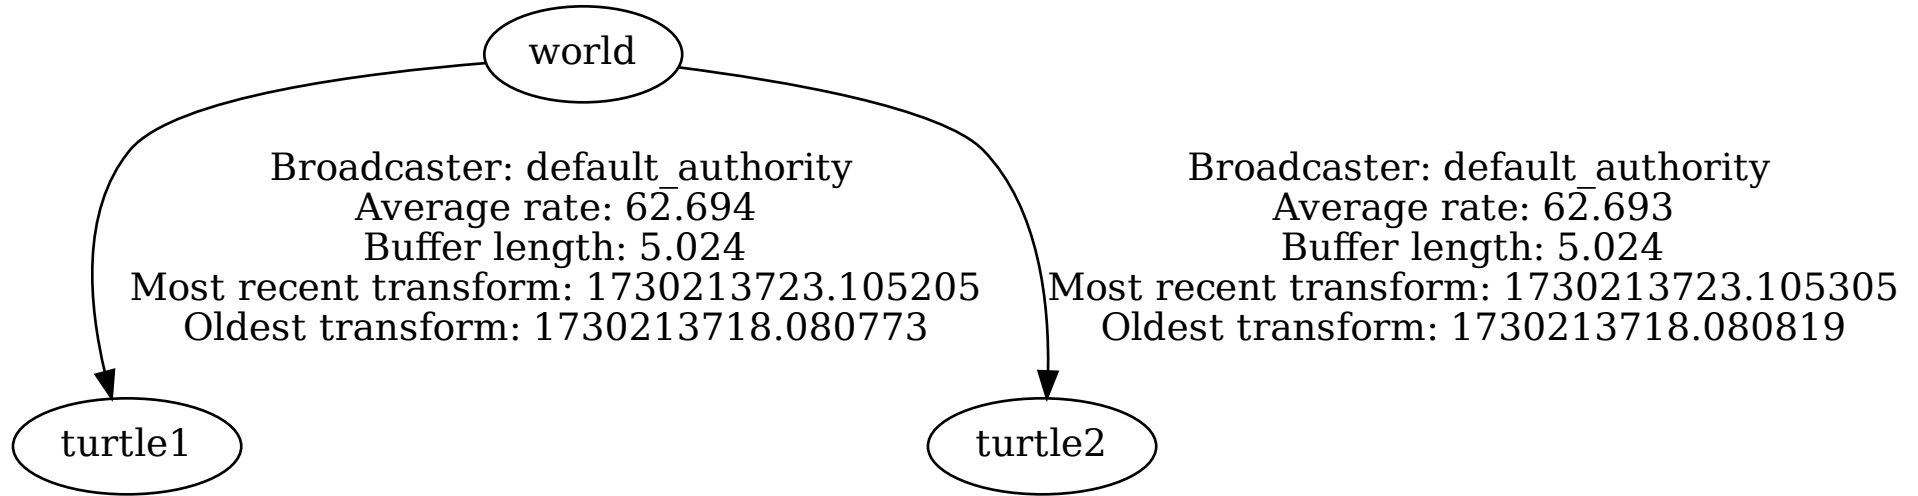 world
Broadcaster: default_authority
Average rate: 62.694
Buffer length: 5.024
Most recent transform: 1730213723.105205
Oldest transform: 1730213718.080773
Broadcaster: default_authority
Average rate: 62.693
Buffer length: 5.024
Most recent transform: 1730213723.105305
Oldest transform: 1730213718.080819
turtle1
turtle2